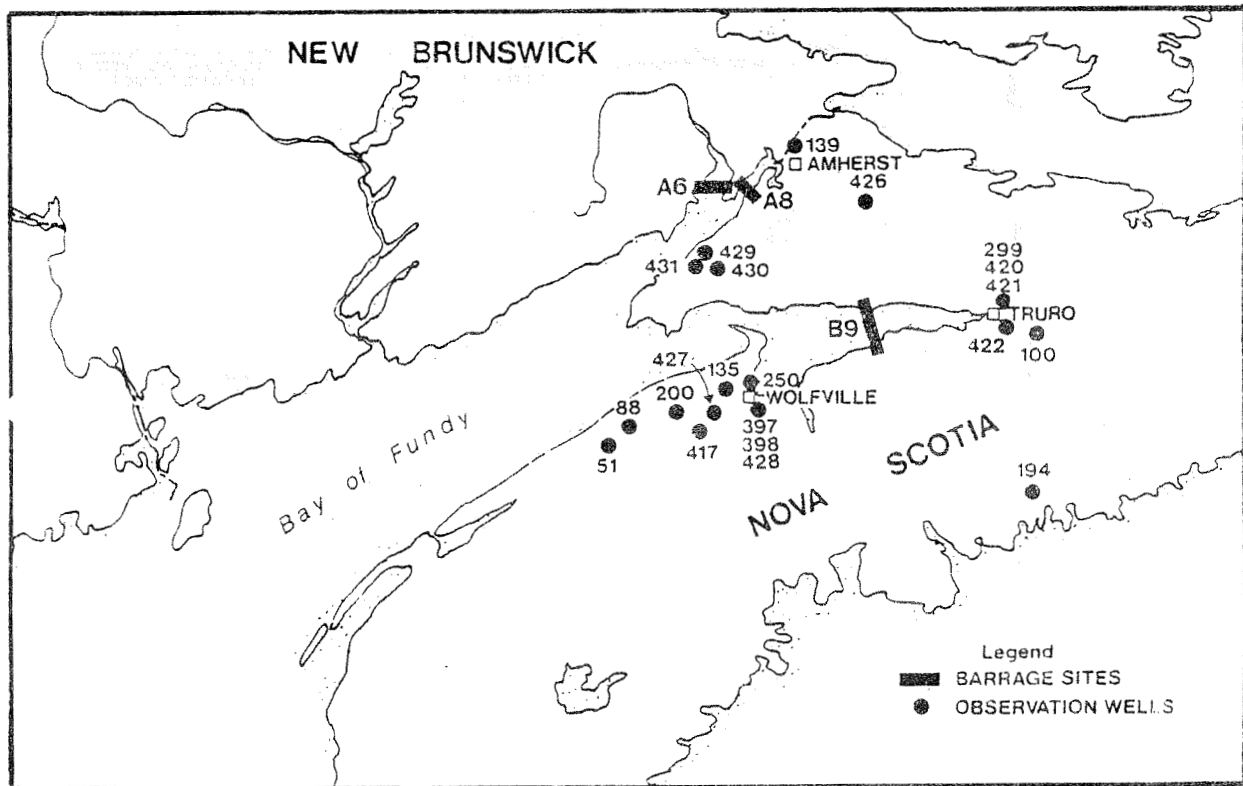 NEW BRUNSWICK
139
AMHERST
426
A6
A8
429
431
430
299
420
421
TRURO
B9
422
100
427
135
250
WOLFVILLE
200
88
397
398
428
417
51
Bay of Fundy
NOVA SCOTIA
194
Legend
BARRAGE SITES
OBSERVATION WELLS